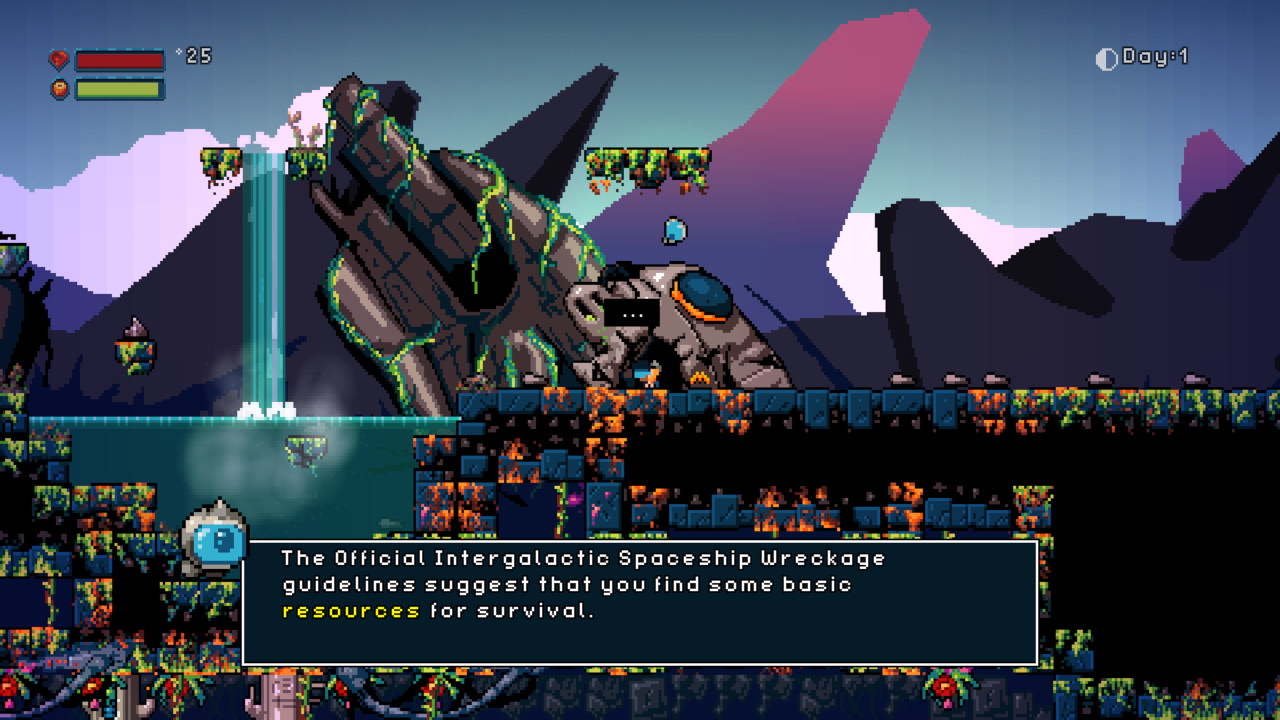 25
Day:1
...
The Official Intergalactic Spaceship Wreckage
guidelines suggest that you find some basic
resources for survival.